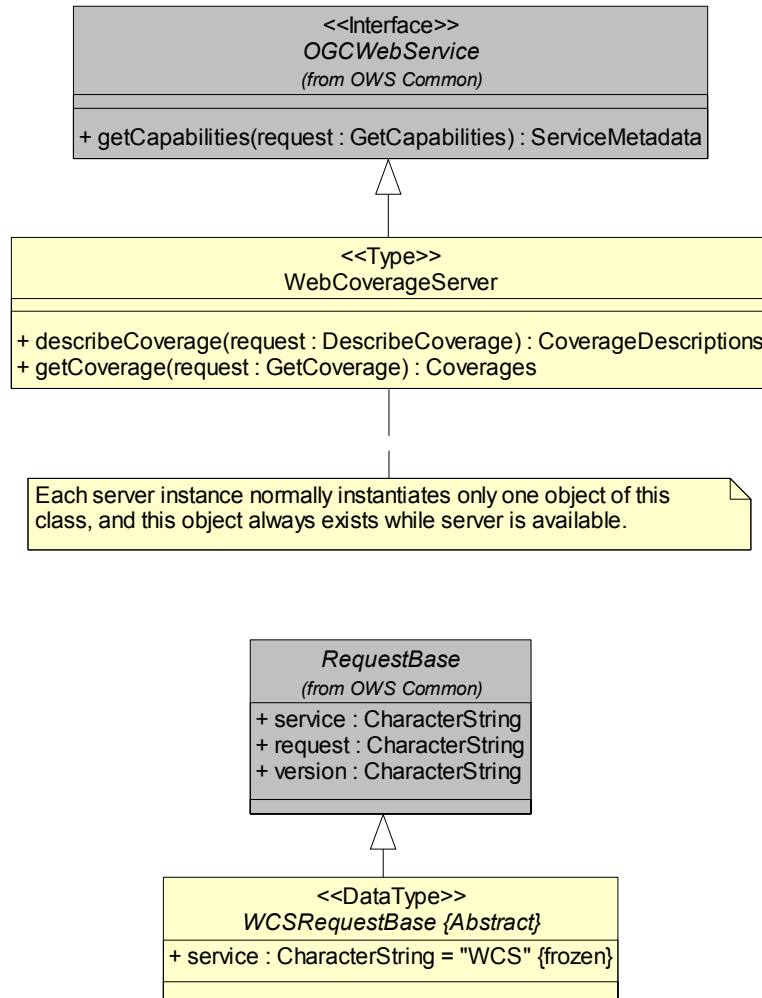 <<Interface>>
OGCWebService
(from OWS Common)
+ getCapabilities(request : GetCapabilities) : ServiceMetadata
<<Type>>
WebCoverageServer
+ describeCoverage(request : DescribeCoverage) : CoverageDescriptions
+ getCoverage(request : GetCoverage) : Coverages
Each server instance normally instantiates only one object of this
class, and this object always exists while server is available.
RequestBase
(from OWS Common)
+ service : CharacterString
+ request : CharacterString
+ version : CharacterString
<<DataType>>
WCSRequestBase {Abstract}
+ service : CharacterString = "WCS" {frozen}